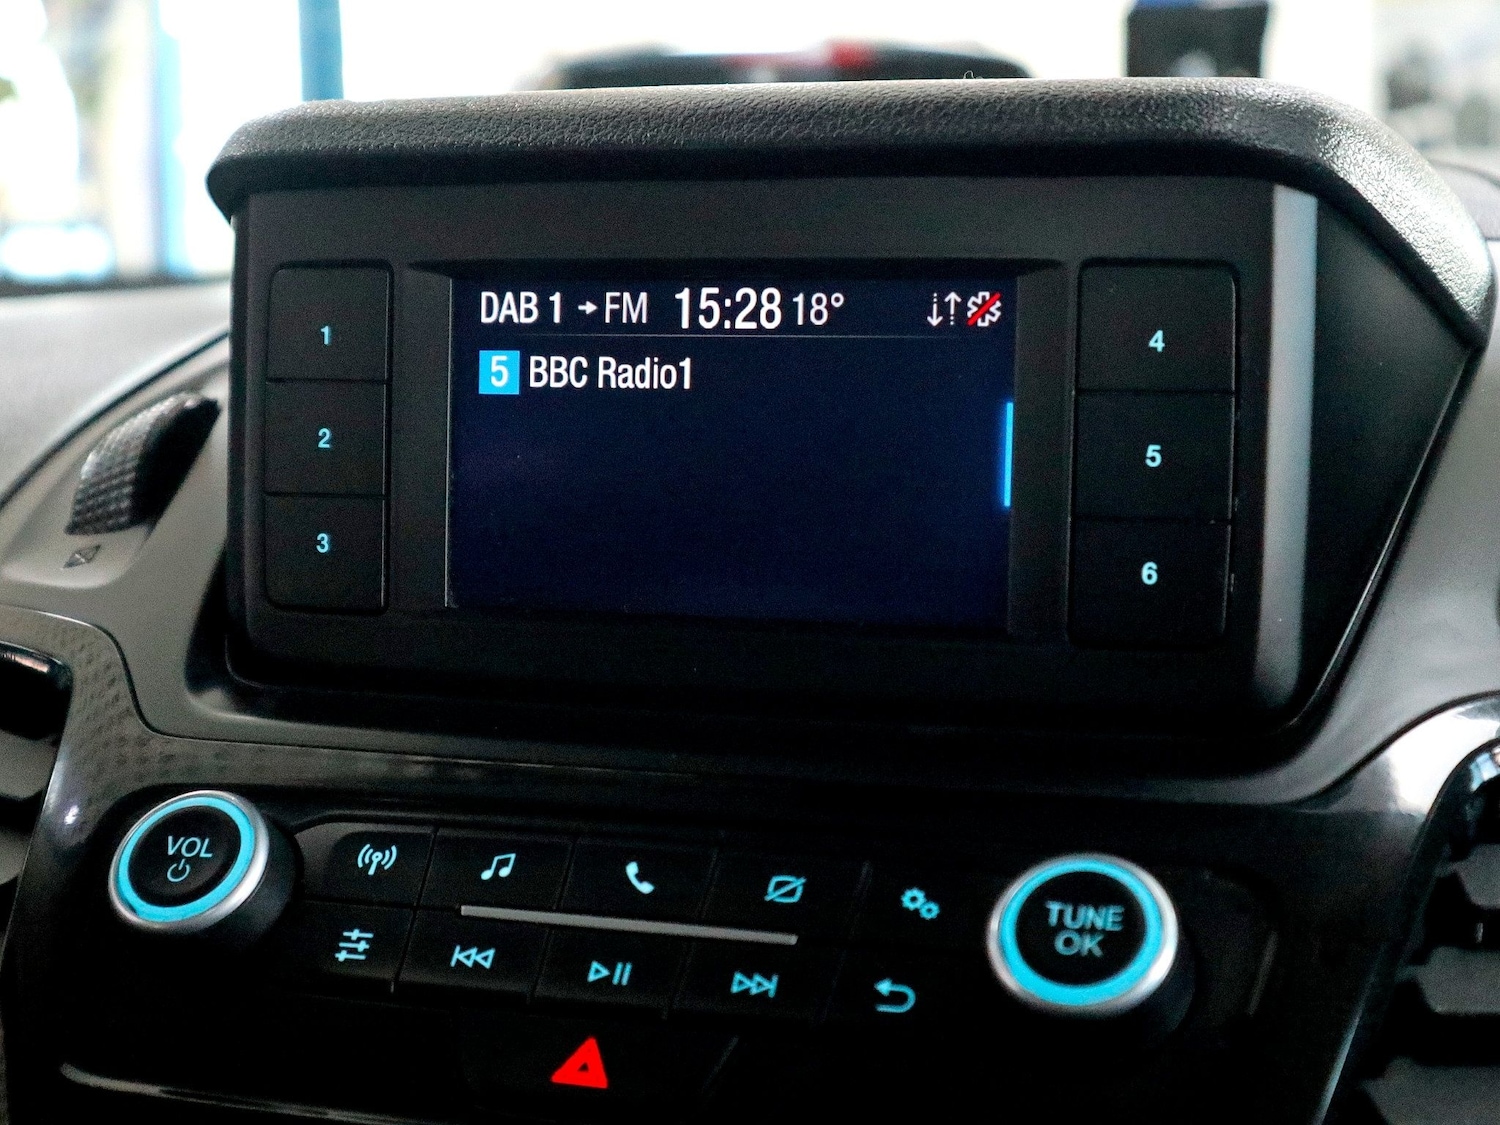 DAB 1 → FM 15:28 18°
5 BBC Radio1
1
2
3
4
5
6
VOL
TUNE
OK